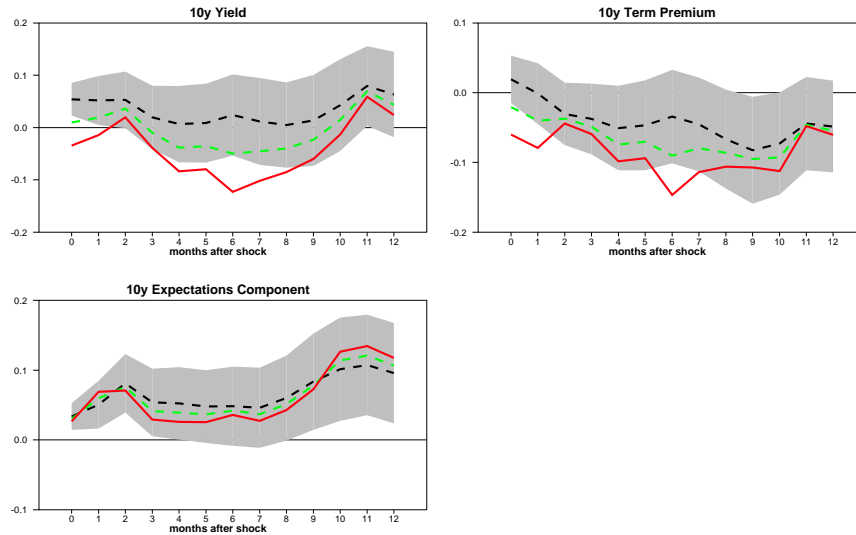 10y Yield
0.2
0.1
0.0
-0.1
-0.2
0 1 2 3 4 5 6 7 8 9 10 11 12
months after shock
10y Term Premium
0.1
0.0
-0.1
-0.2
0 1 2 3 4 5 6 7 8 9 10 11 12
months after shock
10y Expectations Component
0.2
0.1
0.0
-0.1
0 1 2 3 4 5 6 7 8 9 10 11 12
months after shock